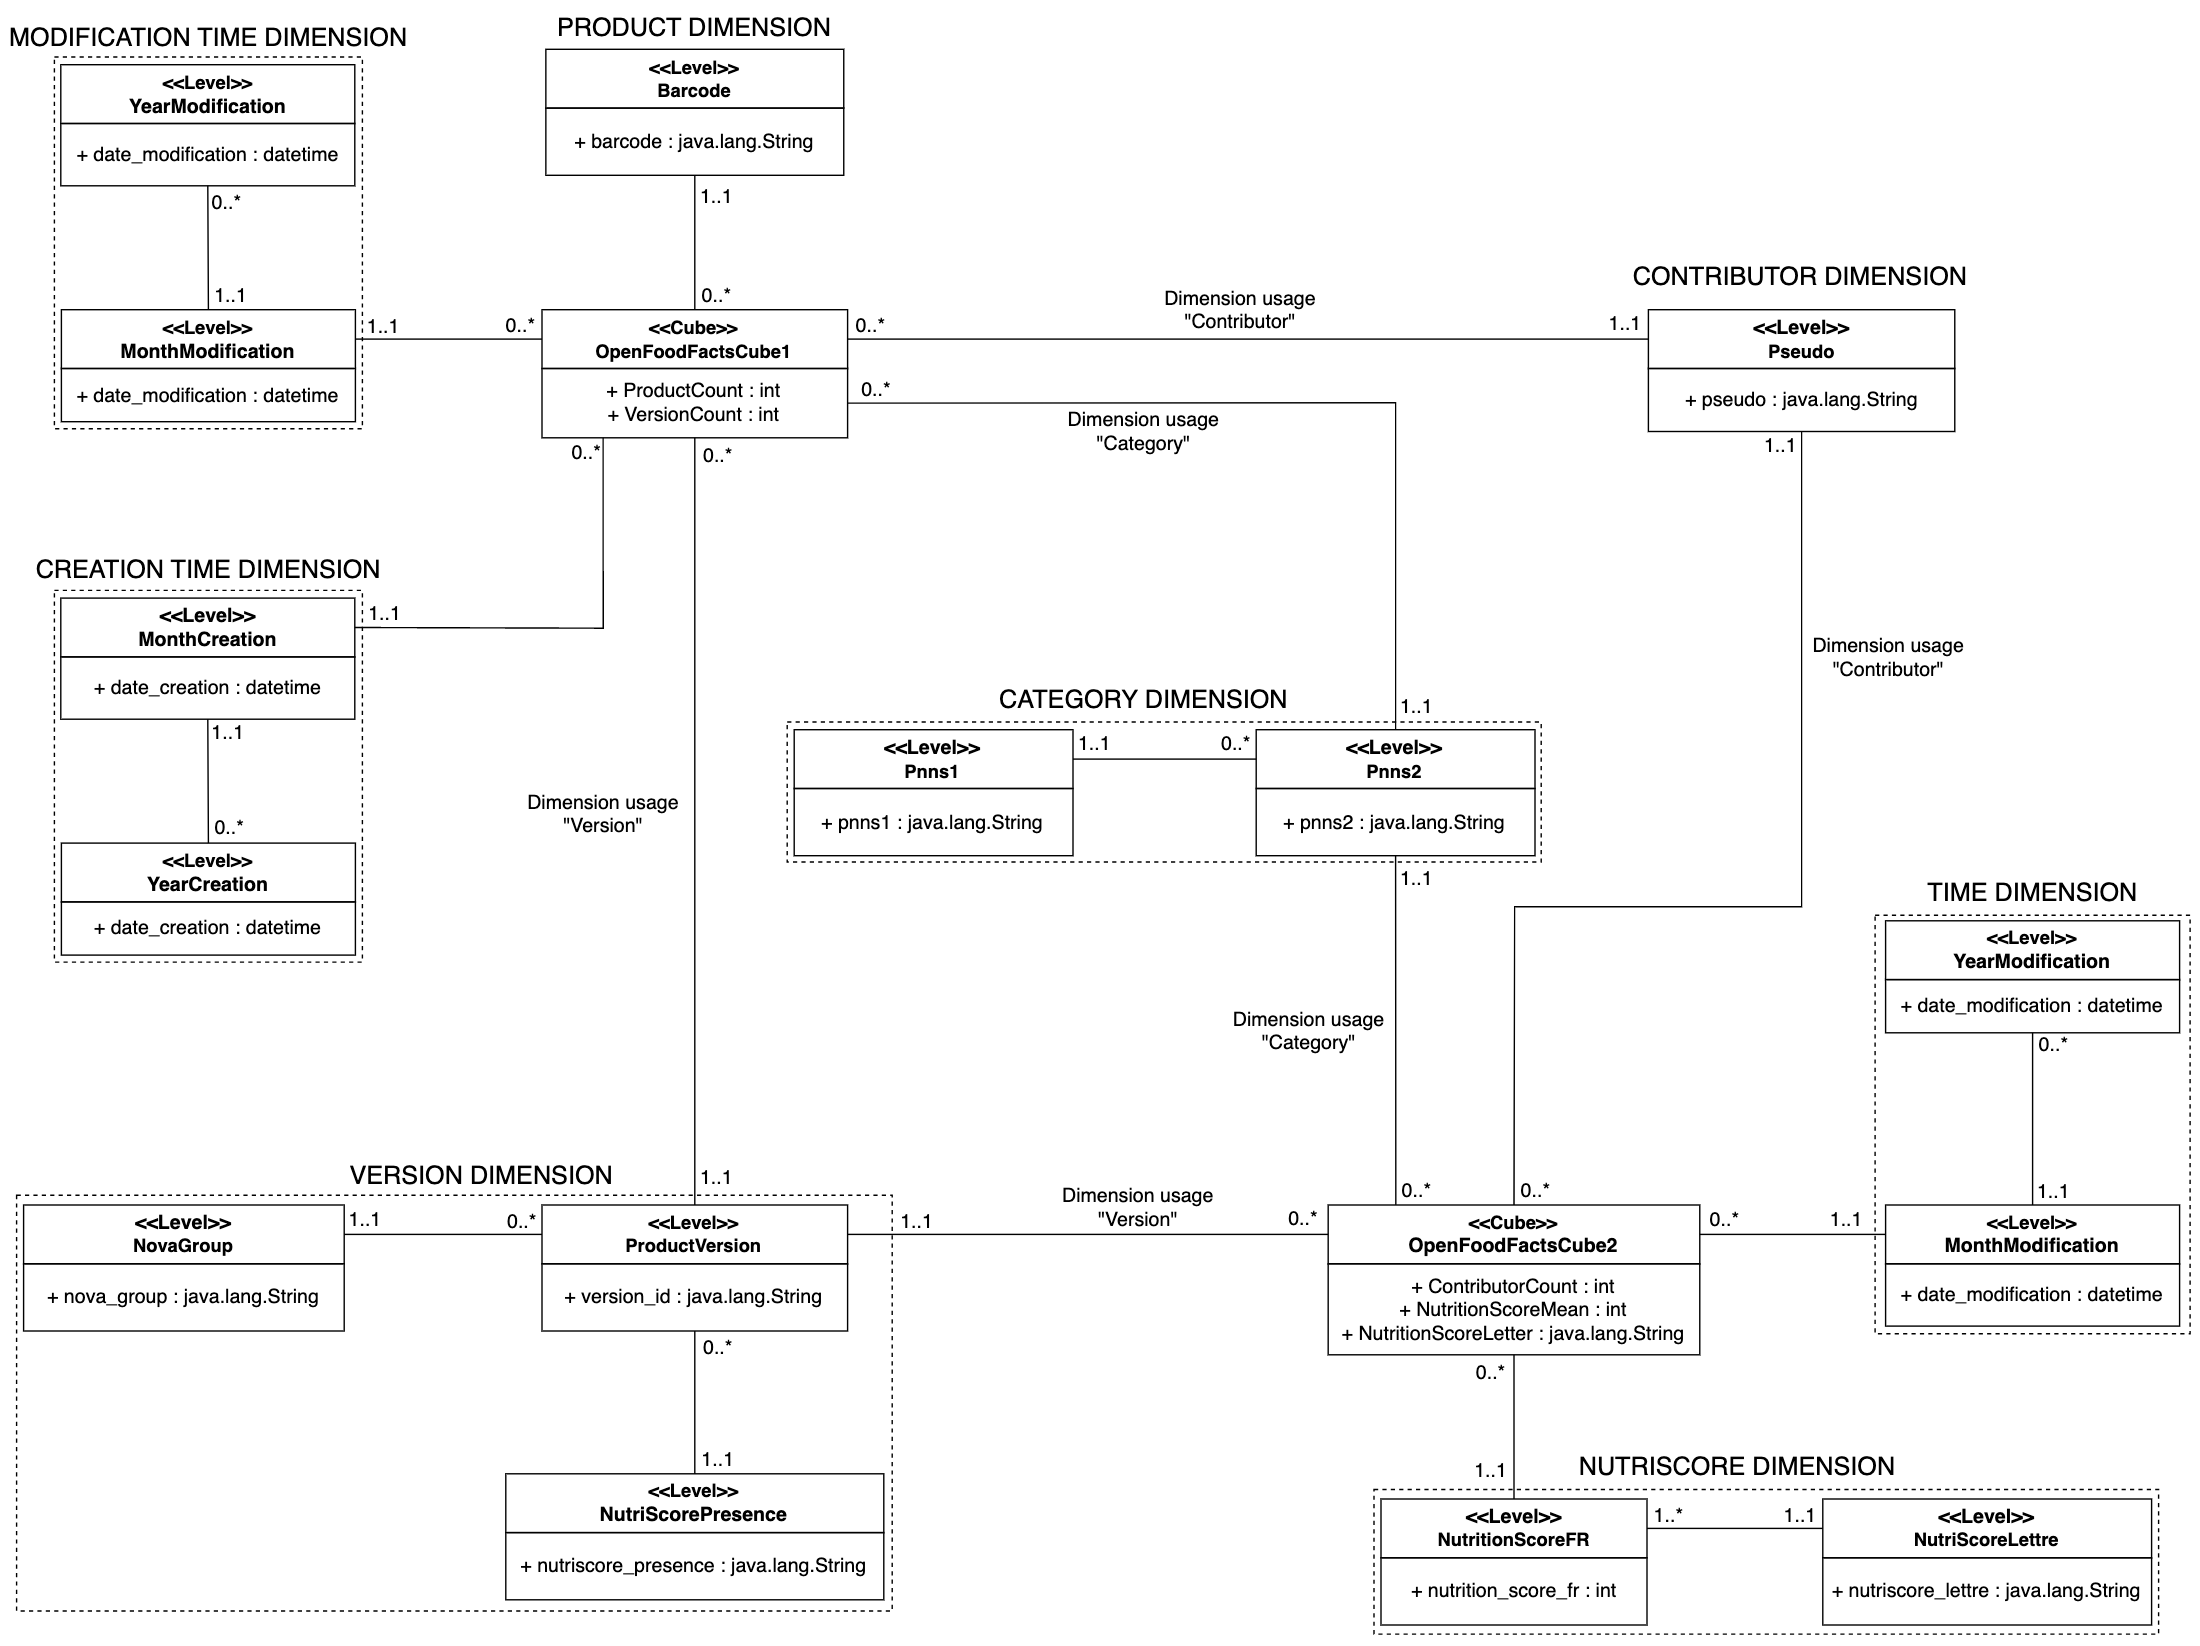 MODIFICATION TIME DIMENSION
<<Level>>
YearModification
+ date_modification : datetime
0..*
1..1
<<Level>>
MonthModification
+ date_modification : datetime
1..1
0..*
PRODUCT DIMENSION
<<Level>>
Barcode
+ barcode : java.lang.String
1..1
0..*
<<Cube>>
OpenFoodFactsCube1
+ ProductCount : int
+ VersionCount : int
0..*
Dimension usage
"Contributor"
1..1
CONTRIBUTOR DIMENSION
<<Level>>
Pseudo
+ pseudo : java.lang.String
1..1
0..*
Dimension usage
"Category"
0..*
0..*
CREATION TIME DIMENSION
<<Level>>
MonthCreation
+ date_creation : datetime
1..1
1..1
0..*
<<Level>>
YearCreation
+ date_creation : datetime
Dimension usage
"Version"
Dimension usage
"Contributor"
CATEGORY DIMENSION
1..1
<<Level>>
Pnns1
+ pnns1 : java.lang.String
1..1
0..*
<<Level>>
Pnns2
+ pnns2 : java.lang.String
1..1
Dimension usage
"Category"
TIME DIMENSION
<<Level>>
YearModification
+ date_modification : datetime
0..*
1..1
<<Level>>
MonthModification
+ date_modification : datetime
VERSION DIMENSION
1..1
<<Level>>
NovaGroup
+ nova_group : java.lang.String
1..1
0..*
<<Level>>
ProductVersion
+ version_id : java.lang.String
1..1
Dimension usage
"Version"
0..*
0..*
0..*
<<Cube>>
OpenFoodFactsCube2
+ ContributorCount : int
+ NutritionScoreMean : int
+ NutritionScoreLetter : java.lang.String
0..*
1..1
0..*
1..1
<<Level>>
NutriScorePresence
+ nutriscore_presence : java.lang.String
0..*
1..1
NUTRISCORE DIMENSION
<<Level>>
NutritionScoreFR
+ nutrition_score_fr : int
1..*
1..1
<<Level>>
NutriScoreLettre
+ nutriscore_lettre : java.lang.String